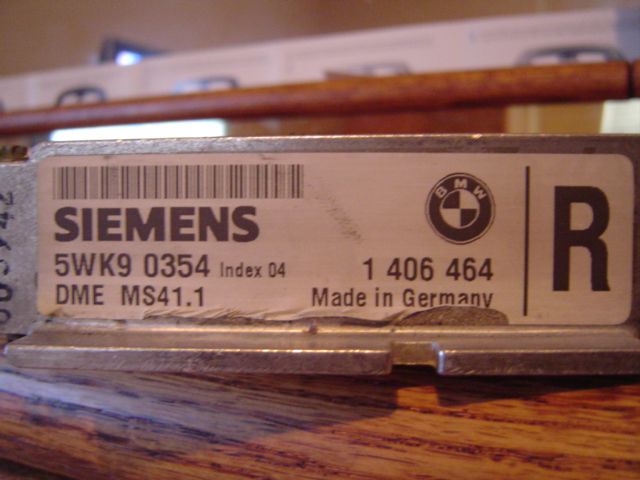 BMW
SIEMENS
5WK9 0354 Index 04 1 406 464
DME MS41.1 Made in Germany
R